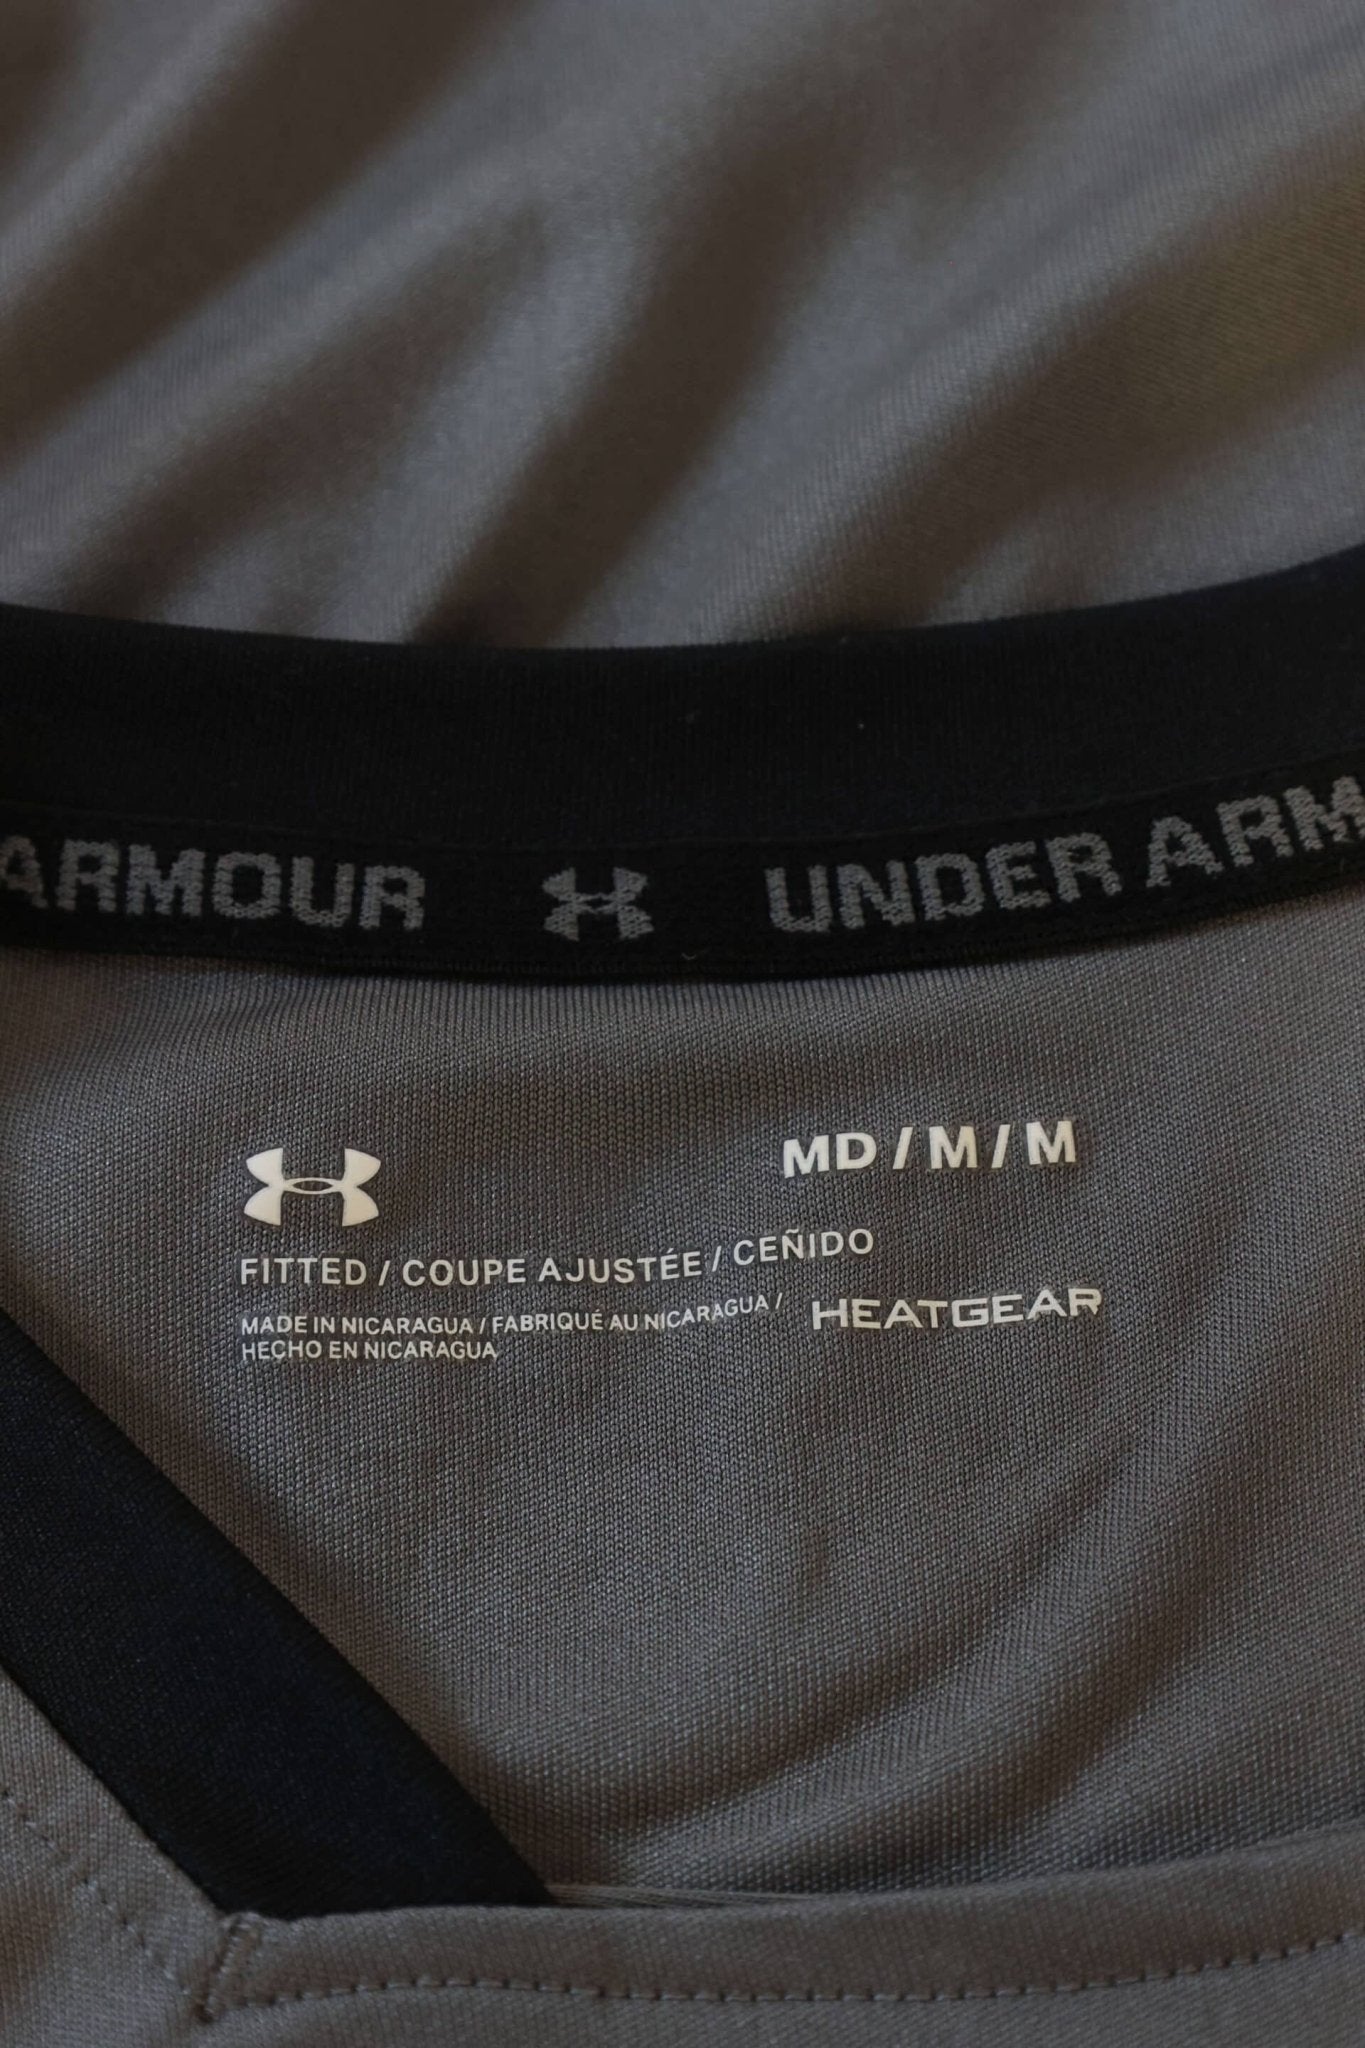 ARMOUR UNDER ARM
MD / M / M
FITTED / COUPE AJUSTÉE / CEÑIDO
MADE IN NICARAGUA / FABRIQUÉ AU NICARAGUA /
HECHO EN NICARAGUA
HEATGEAR